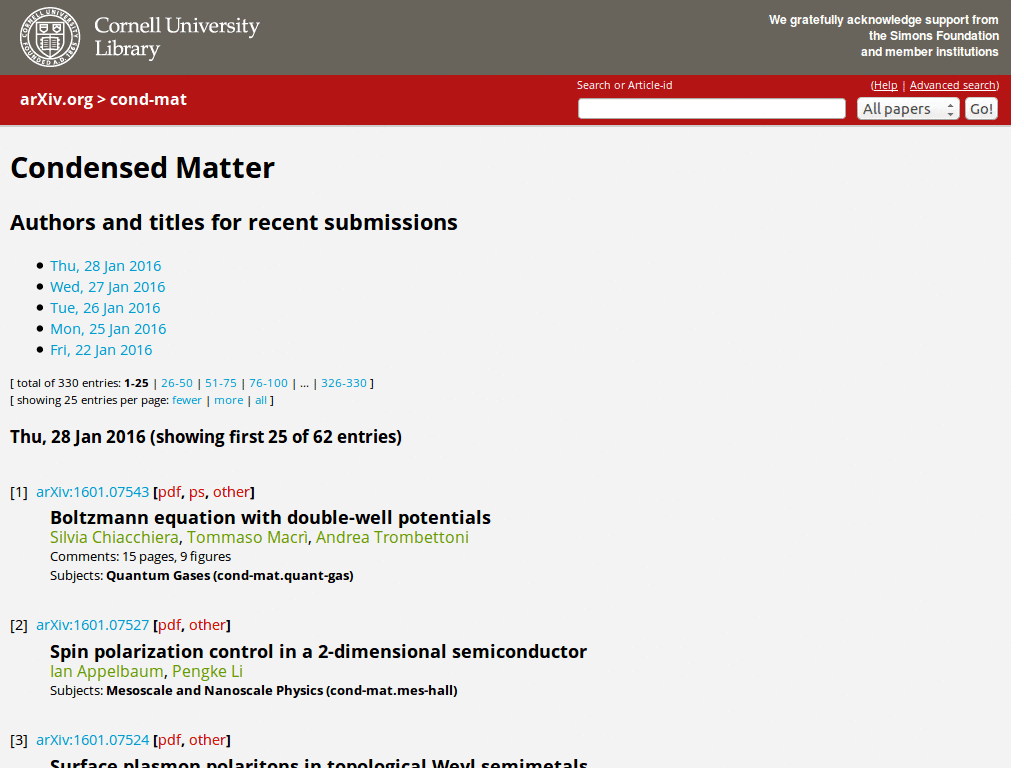 Cornell University
Library
We gratefully acknowledge support from
the Simons Foundation
and member institutions
arXiv.org > cond-mat
Search or Article-id
(Help | Advanced search)
All papers
Go!
Condensed Matter
Authors and titles for recent submissions
Thu, 28 Jan 2016
Wed, 27 Jan 2016
Tue, 26 Jan 2016
Mon, 25 Jan 2016
Fri, 22 Jan 2016
[ total of 330 entries: 1-25 | 26-50 | 51-75 | 76-100 | ... | 326-330 ]
[ showing 25 entries per page: fewer | more | all ]
Thu, 28 Jan 2016 (showing first 25 of 62 entries)
[1] arXiv:1601.07543 [pdf, ps, other]
Boltzmann equation with double-well potentials
Silvia Chiacchiera, Tommaso Macrì, Andrea Trombettoni
Comments: 15 pages, 9 figures
Subjects: Quantum Gases (cond-mat.quant-gas)
[2] arXiv:1601.07527 [pdf, other]
Spin polarization control in a 2-dimensional semiconductor
Ian Appelbaum, Pengke Li
Subjects: Mesoscale and Nanoscale Physics (cond-mat.mes-hall)
[3] arXiv:1601.07524 [pdf, other]
Surface plasmon polaritons in topological Weyl semimetals